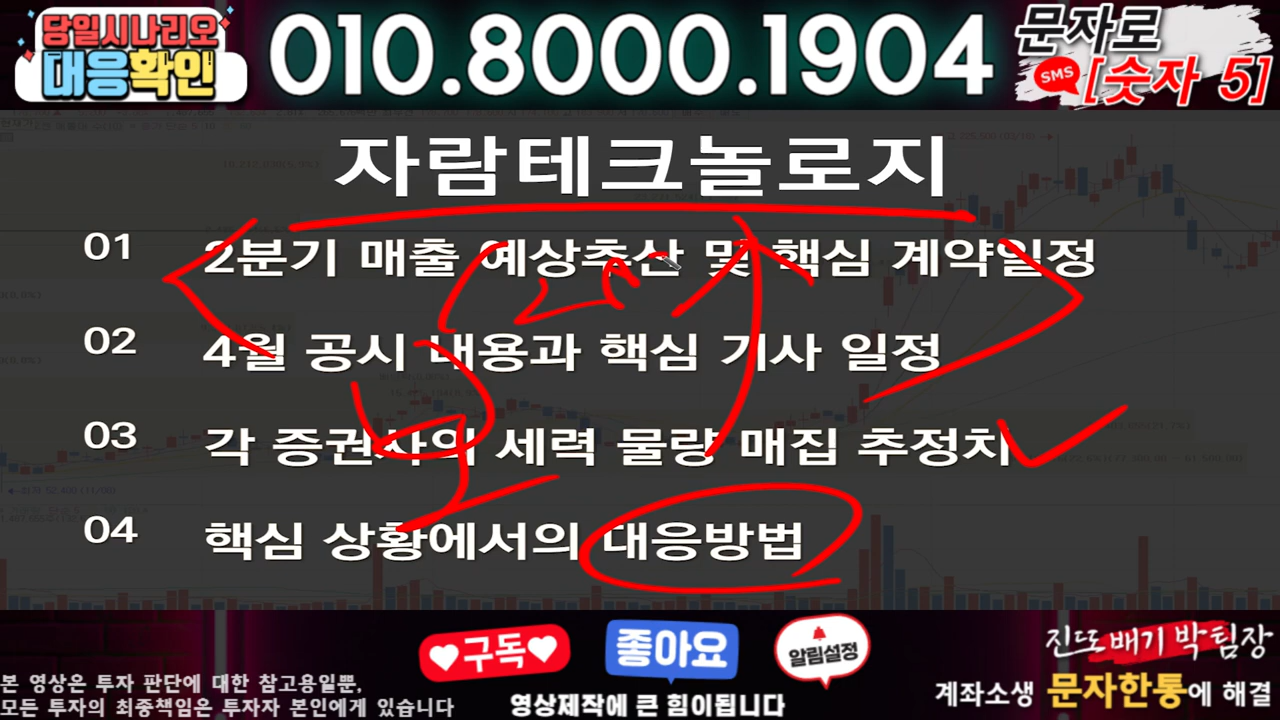 당일시나리오
대응확인
010.8000.1904
문자로
SMS
[숫자 5]
자람테크놀로지
01 2분기 매출 예상추산 및 핵심 계약일정
02 4월 공시 내용과 핵심 기사 일정
03 각 증권사의 세력 물량 매집 추정치
04 핵심 상황에서의 대응방법
구독
좋아요
알림설정
영상제작에 큰 힘이됩니다
본 영상은 투자 판단에 대한 참고용일뿐,
모든 투자의 최종책임은 투자자 본인에게 있습니다
진또배기 박팀장
계좌소생 문자한통에 해결